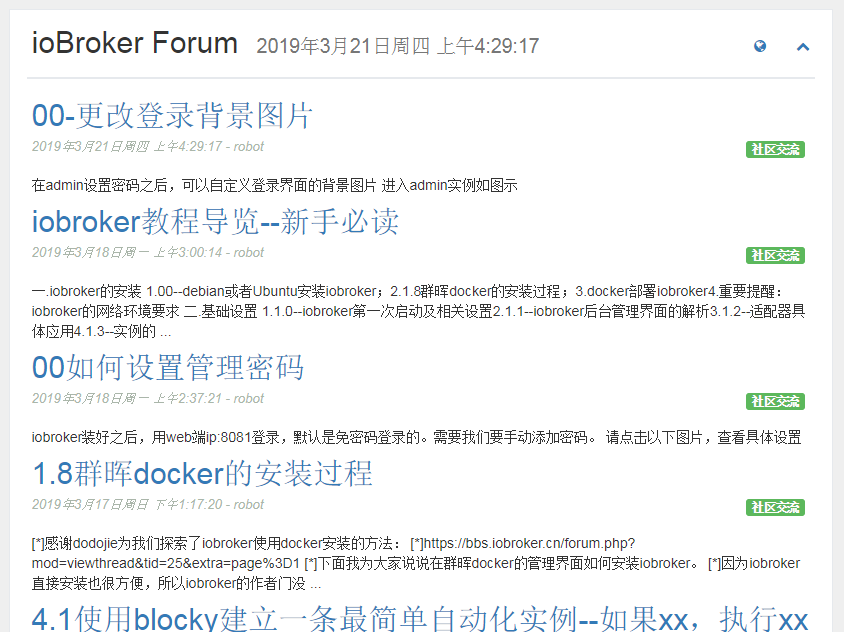 ioBroker Forum 2019年3月21日周四 上午4:29:17
00-更改登录背景图片
2019年3月21日周四 上午4:29:17 - robot
社区交流
在admin设置密码之后，可以自定义登录界面的背景图片 进入admin实例如图示
iobroker教程导览--新手必读
2019年3月18日周一 上午3:00:14 - robot
社区交流
一.iobroker的安装 1.00--debian或者Ubuntu安装iobroker；2.1.8群晖docker的安装过程；3.docker部署iobroker4.重要提醒：
iobroker的网络环境要求 二.基础设置 1.1.0--iobroker第一次启动及相关设置2.1.1--iobroker后台管理界面的解析3.1.2--适配器具
体应用4.1.3--实例的 ...
00如何设置管理密码
2019年3月18日周一 上午2:37:21 - robot
社区交流
iobroker装好之后，用web端ip:8081登录，默认是免密码登录的。需要我们要手动添加密码。 请点击以下图片，查看具体设置
1.8群晖docker的安装过程
2019年3月17日周日 下午1:17:20 - robot
社区交流
[*]感谢dodojie为我们探索了iobroker使用docker安装的方法： [*]https://bbs.iobroker.cn/forum.php?
mod=viewthread&tid=25&extra=page%3D1 [*]下面我为大家说说在群晖docker的管理界面如何安装iobroker。 [*]因为iobroker
直接安装也很方便，所以iobroker的作者门没 ...
4.1使用blocky建立一条最简单自动化实例--如果xx，执行xx